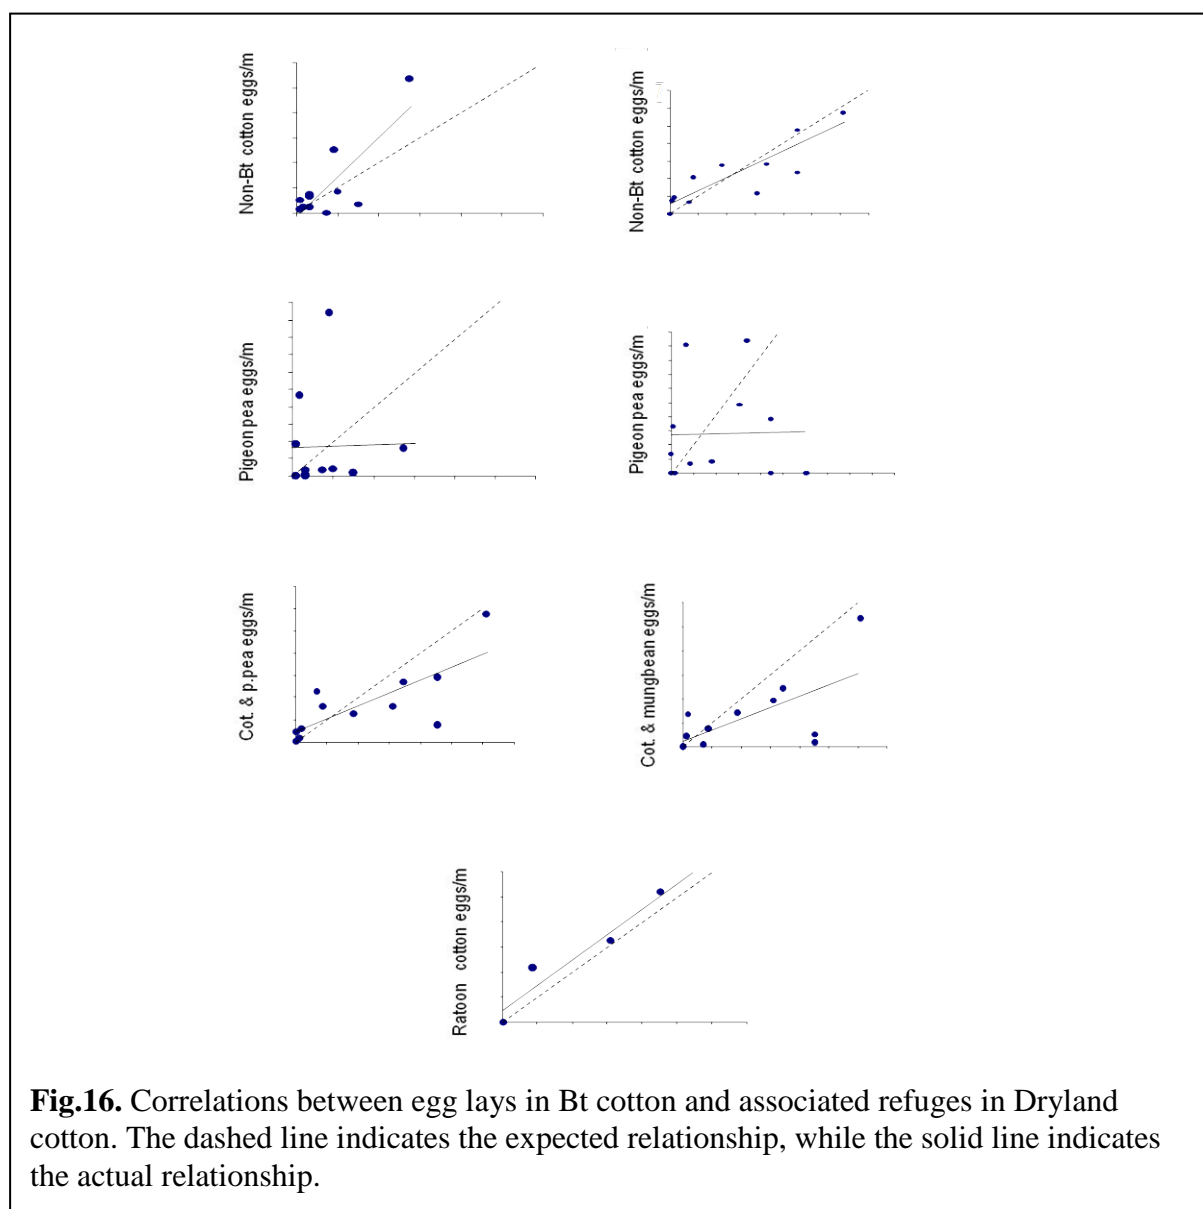 Non-Bt cotton eggs/m
Non-Bt cotton eggs/m
Pigeon pea eggs/m
Pigeon pea eggs/m
Cot. & p.pea eggs/m
Cot. & mungbean eggs/m
Ratoon cotton eggs/m
Fig.16. Correlations between egg lays in Bt cotton and associated refuges in Dryland
cotton. The dashed line indicates the expected relationship, while the solid line indicates
the actual relationship.